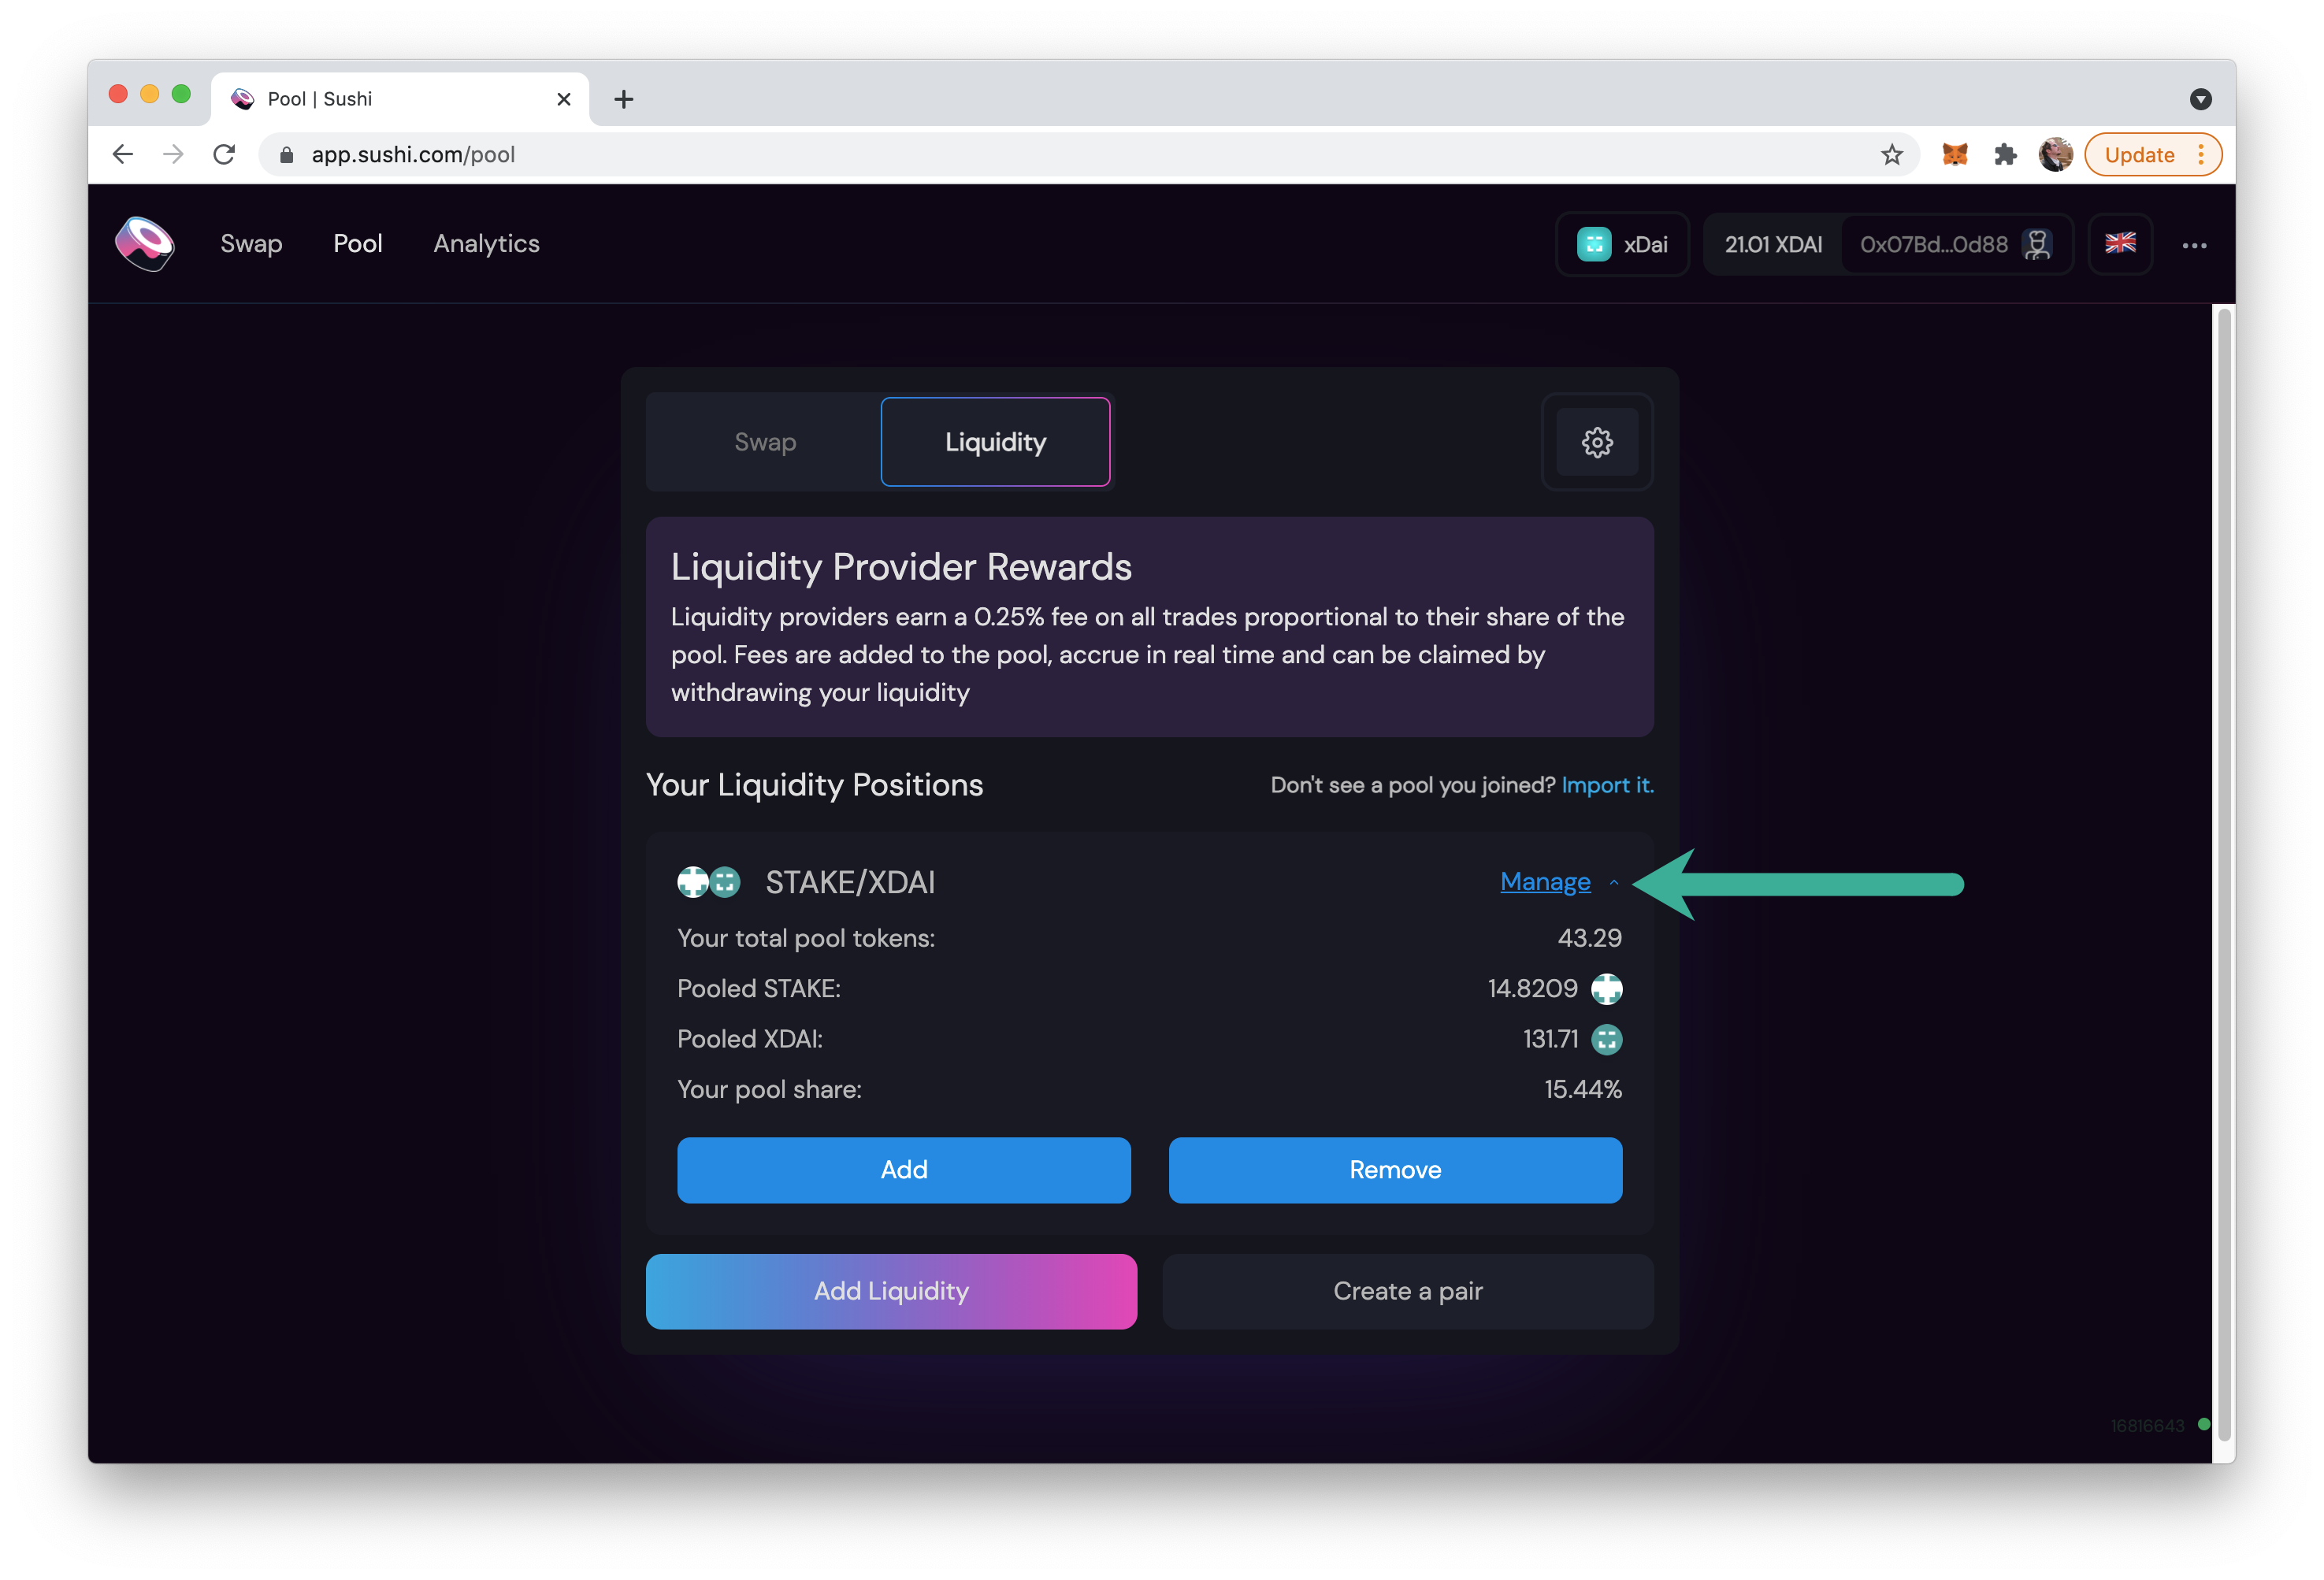 Pool | Sushi
app.sushi.com/pool
Update
Swap
Pool
Analytics
xDai
21.01 XDAI
0x07Bd...0d88
Swap
Liquidity
Liquidity Provider Rewards
Liquidity providers earn a 0.25% fee on all trades proportional to their share of the
pool. Fees are added to the pool, accrue in real time and can be claimed by
withdrawing your liquidity
Your Liquidity Positions
Don't see a pool you joined? Import it.
STAKE/XDAI
Manage
Your total pool tokens:
43.29
Pooled STAKE:
14.8209
Pooled XDAI:
131.71
Your pool share:
15.44%
Add
Remove
Add Liquidity
Create a pair
16816643